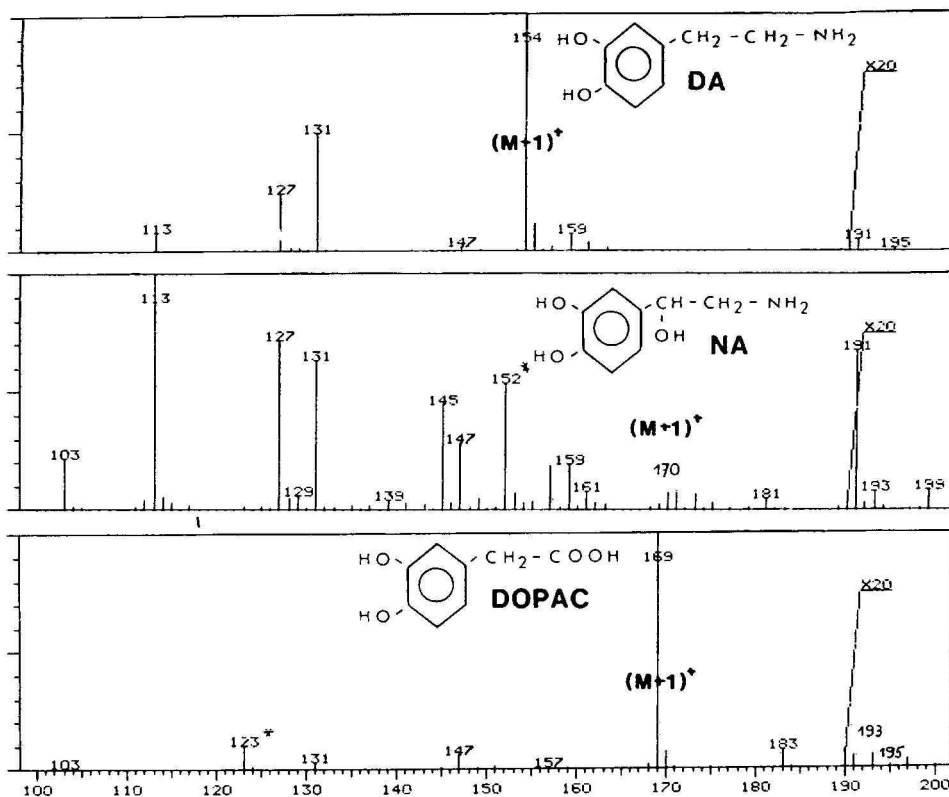 154 HO CH2-CH2-NH2
HO DA X20
131 (M+1)+
127
113 147 159 191 195
113 HO CH-CH2-NH2
127 HO OH NA X20
131 152* 191
145 (M+1)+
147
103 159 170
129 139 161 181 193 199
HO CH2-COOH 169
HO DOPAC X20
(M+1)+
123* 147 183 193
103 131 157 195
100 110 120 130 140 150 160 170 180 190 200